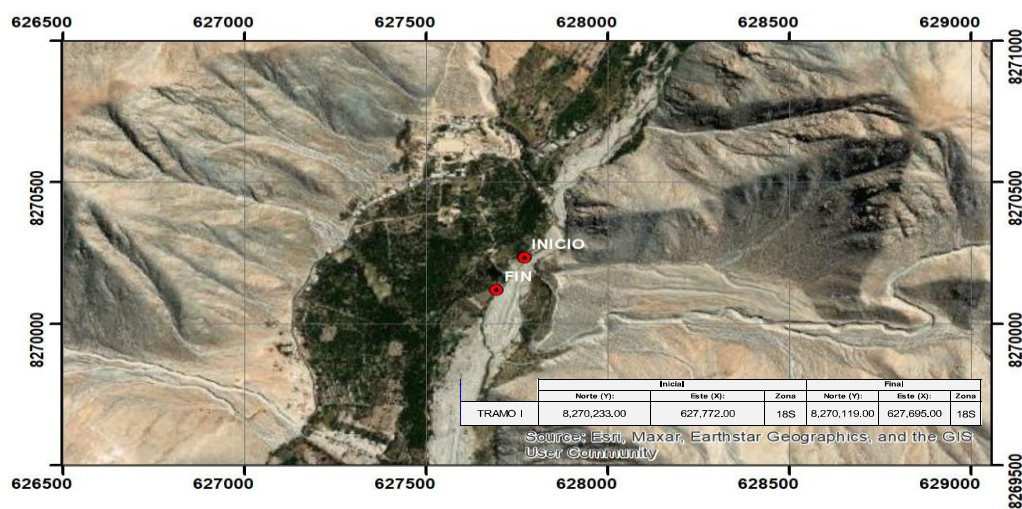 626500 627000 627500 628000 628500 629000
8271000
8270500 8270500
INICIO
FIN
8270000 8270000
Inicial Final
Norte (Y): Este (X): Zona Norte (Y): Este (X): Zona
TRAMO I 8,270,233.00 627,772.00 18S 8,270,119.00 627,695.00 18S
Source: Esri, Maxar, Earthstar Geographics, and the GIS
User Community
8269500
626500 627000 627500 628000 628500 629000